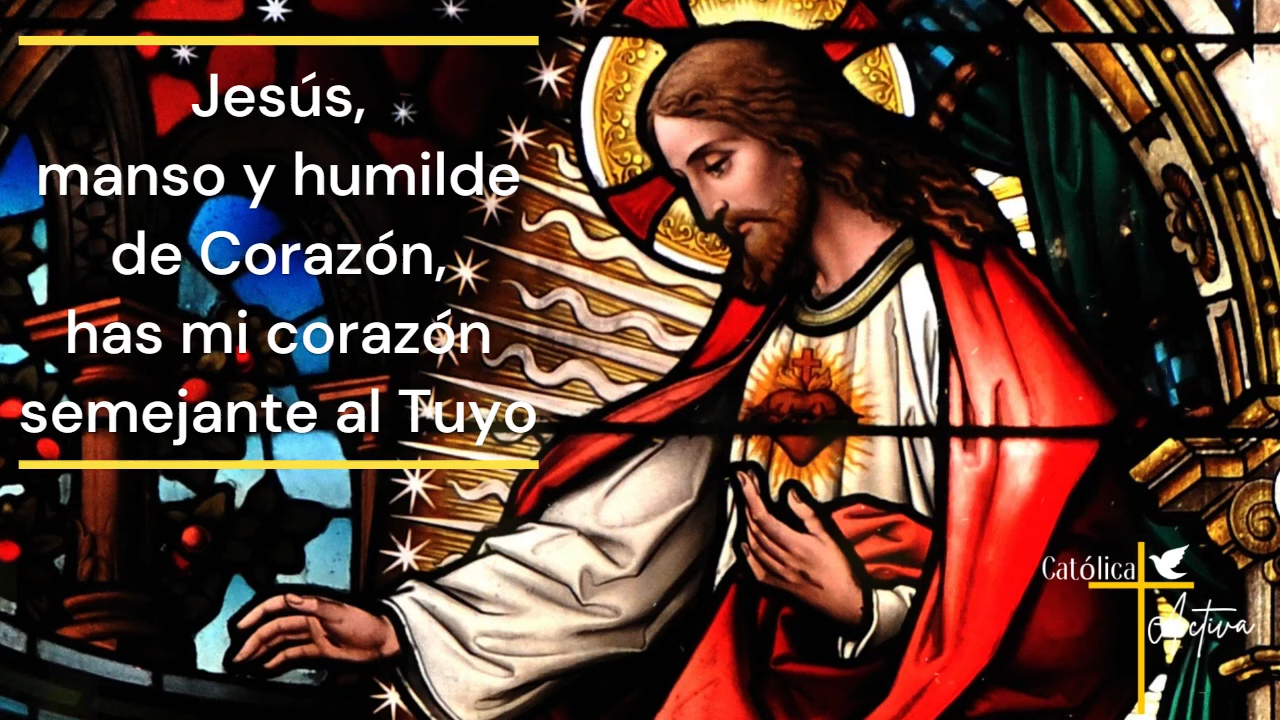 Jesús,
manso y humilde
de Corazón,
has mi corazón
semejante al Tuyo
Católica
Activa